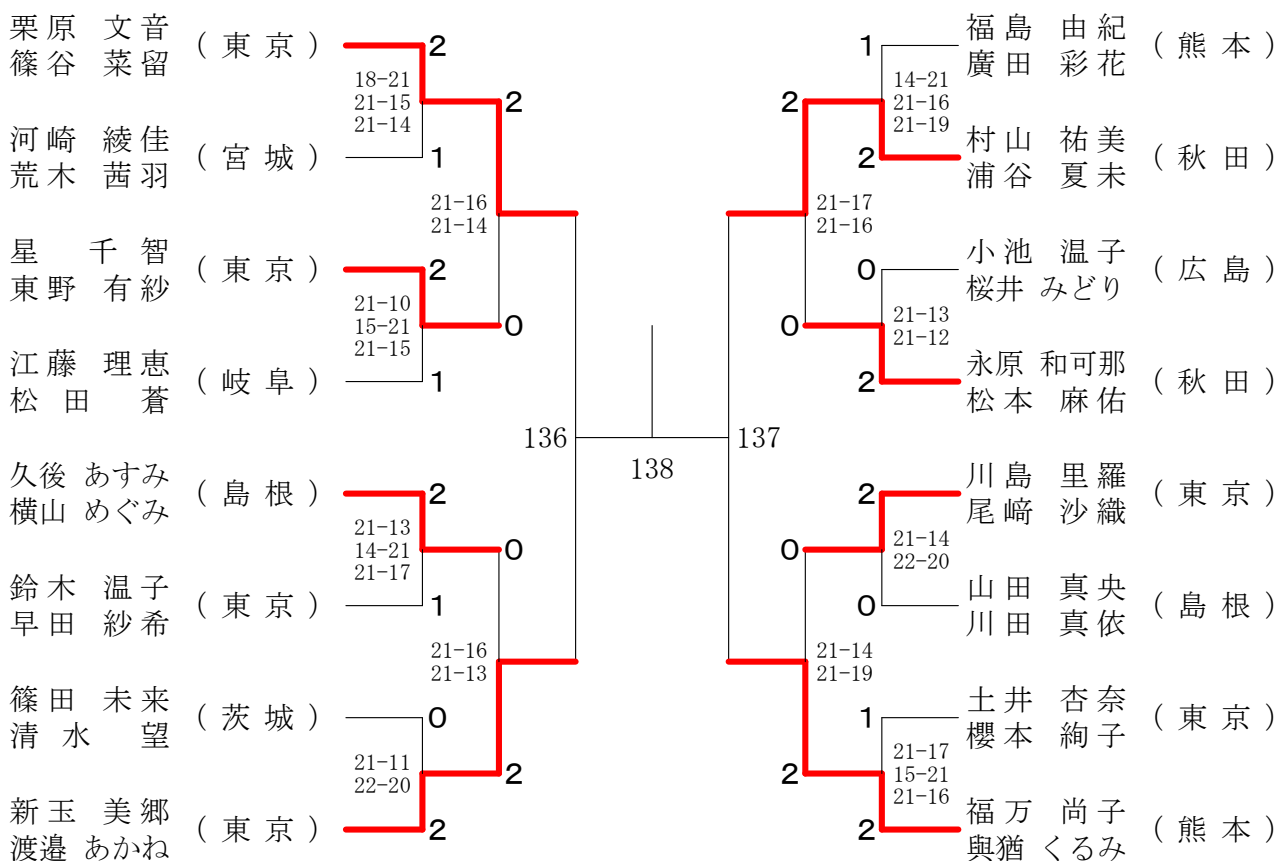 栗原 文音
篠谷 菜留
(東京)
2
18-21
21-15
21-14
2
河崎 綾佳
荒木 茜羽
(宮城)
1
21-16
21-14
星 千智
東野 有紗
(東京)
2
21-10
15-21
21-15
0
江藤 理恵
松田 蒼
(岐阜)
1
136
久後 あすみ
横山 めぐみ
(島根)
2
21-13
14-21
21-17
0
鈴木 温子
早田 紗希
(東京)
1
21-16
21-13
篠田 未来
清水 望
(茨城)
0
21-11
22-20
2
新玉 美郷
渡邉 あかね
(東京)
2
138
1
福島 由紀
廣田 彩花
(熊本)
2
14-21
21-16
21-19
2
村山 祐美
浦谷 夏未
(秋田)
21-17
21-16
0
小池 温子
桜井 みどり
(広島)
0
21-13
21-12
2
永原 和可那
松本 麻佑
(秋田)
137
2
川島 里羅
尾﨑 沙織
(東京)
0
21-14
22-20
0
山田 真央
川田 真依
(島根)
21-14
21-19
1
土井 杏奈
櫻本 絢子
(東京)
2
21-17
15-21
21-16
2
福万 尚子
與猶 くるみ
(熊本)